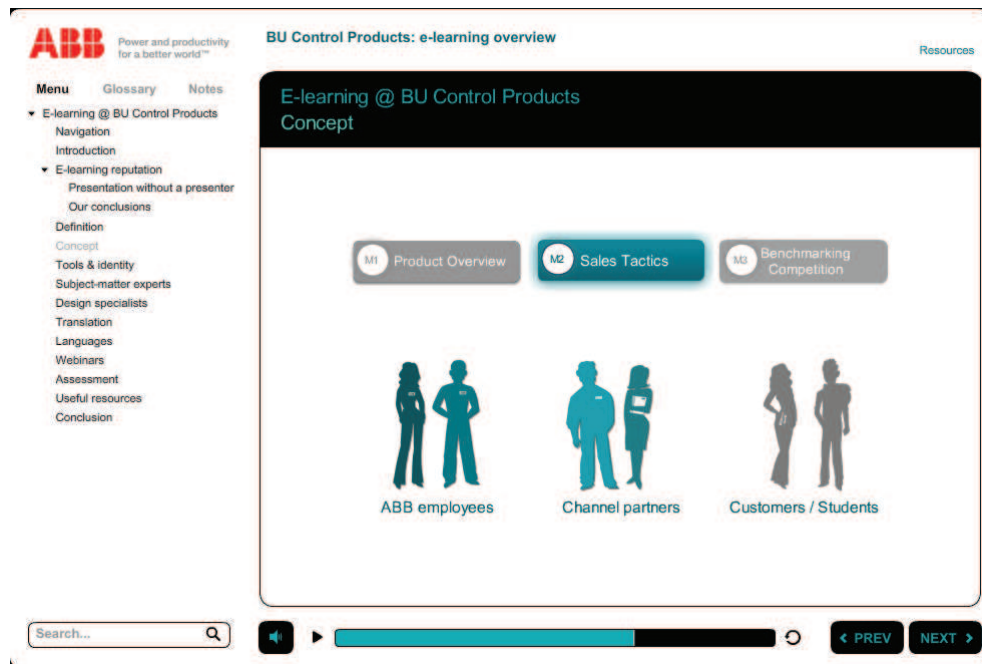 ABB
Power and productivity
for a better world™
BU Control Products: e-learning overview
Resources
Menu Glossary Notes
E-learning @ BU Control Products
Navigation
Introduction
E-learning reputation
Presentation without a presenter
Our conclusions
Definition
Concept
Tools & identity
Subject-matter experts
Design specialists
Translation
Languages
Webinars
Assessment
Useful resources
Conclusion
Search...
E-learning @ BU Control Products
Concept
M1 Product Overview
M2 Sales Tactics
M3 Benchmarking
Competition
ABB employees
Channel partners
Customers / Students
< PREV
NEXT >